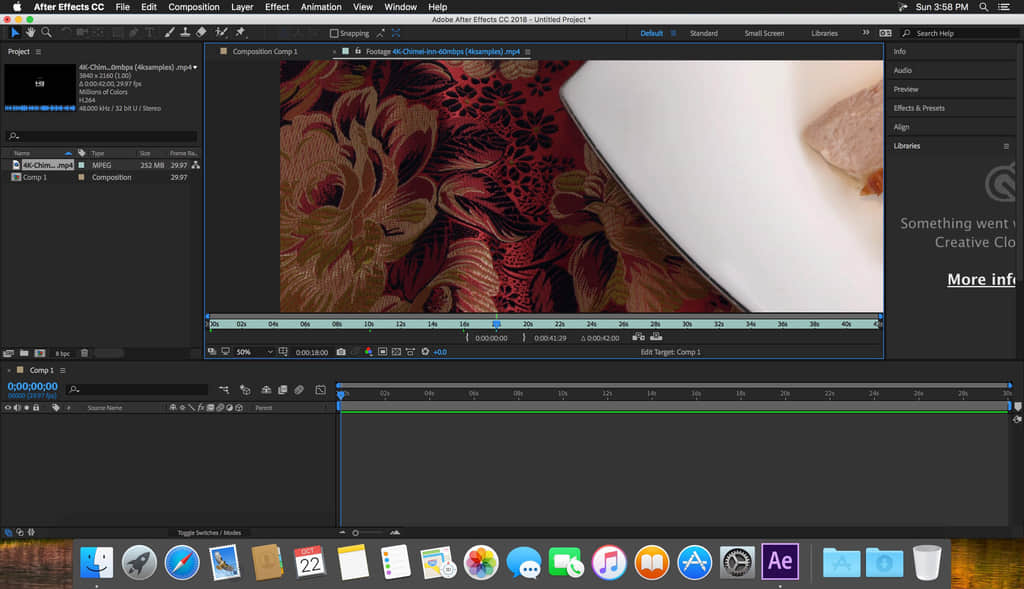 After Effects CC File Edit Composition Layer Effect Animation View Window Help Sun 3:58 PM
Adobe After Effects CC 2018 - Untitled Project *
Snapping Default Standard Small Screen Libraries Search Help
Project
Composition Comp 1
Footage 4K-Chimei-inn-60mbps (4ksamples).mp4
4K-Chim...0mbps (4ksamples) .mp4
3840 x 2160 (1.00)
Δ 0:00:42:00, 29.97 fps
Millions of Colors
H.264
48.000 kHz / 32 bit U / Stereo
Name Type Size Frame Ra..
4K-Chim... .mp4 MPEG 252 MB 29.97
Comp 1 Composition 29.97
Info
Audio
Preview
Effects & Presets
Align
Libraries
Something went
Creative Clo
More info
00s 02s 04s 06s 08s 10s 12s 14s 16s 20s 22s 24s 26s 28s 30s 32s 34s 36s 38s 40s
{ 0:00:00:00 } 0:00:41:29 Δ 0:00:42:00
8 bpc
50% 0:00:18:00 +0.0 Edit Target: Comp 1
Comp 1
0;00;00;00
00000 (29.97 fps)
# Source Name Parent
02s 04s 06s 08s 10s 12s 14s 16s 18s 20s 22s 24s 26s 28s 30s
Toggle Switches / Modes
OCT
22
Ae